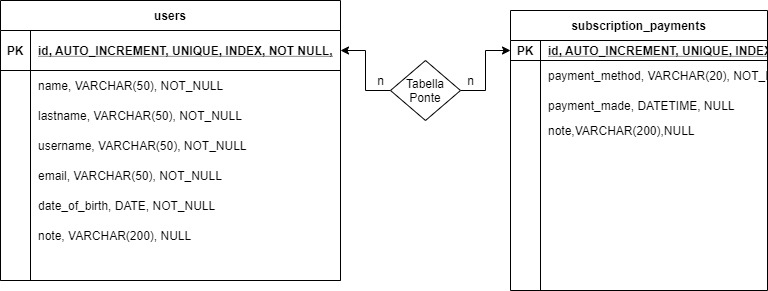 users
PK id, AUTO_INCREMENT, UNIQUE, INDEX, NOT NULL,
name, VARCHAR(50), NOT_NULL
lastname, VARCHAR(50), NOT_NULL
username, VARCHAR(50), NOT_NULL
email, VARCHAR(50), NOT_NULL
date_of_birth, DATE, NOT_NULL
note, VARCHAR(200), NULL
n
Tabella
Ponte
n
subscription_payments
PK id, AUTO_INCREMENT, UNIQUE, INDEX
payment_method, VARCHAR(20), NOT_
payment_made, DATETIME, NULL
note,VARCHAR(200),NULL